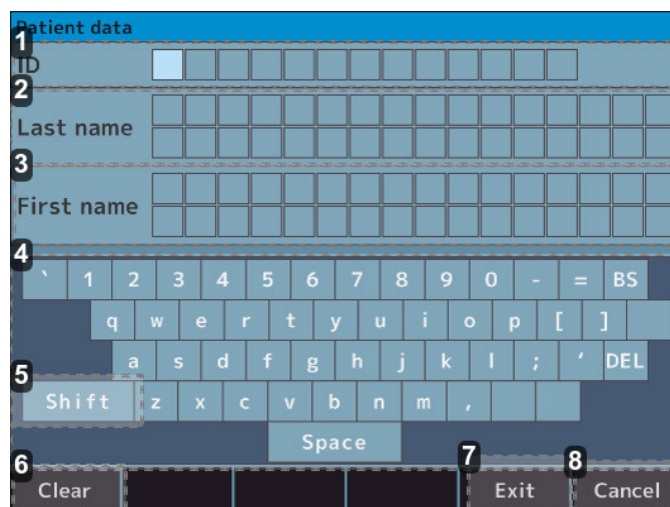 Patient data
1
ID
2
Last name
3
First name
4
` 1 2 3 4 5 6 7 8 9 0 - = BS
q w e r t y u i o p [ ]
a s d f g h j k l ; ‘ DEL
5
Shift z x c v b n m ,
Space
6 7 8
Clear Exit Cancel